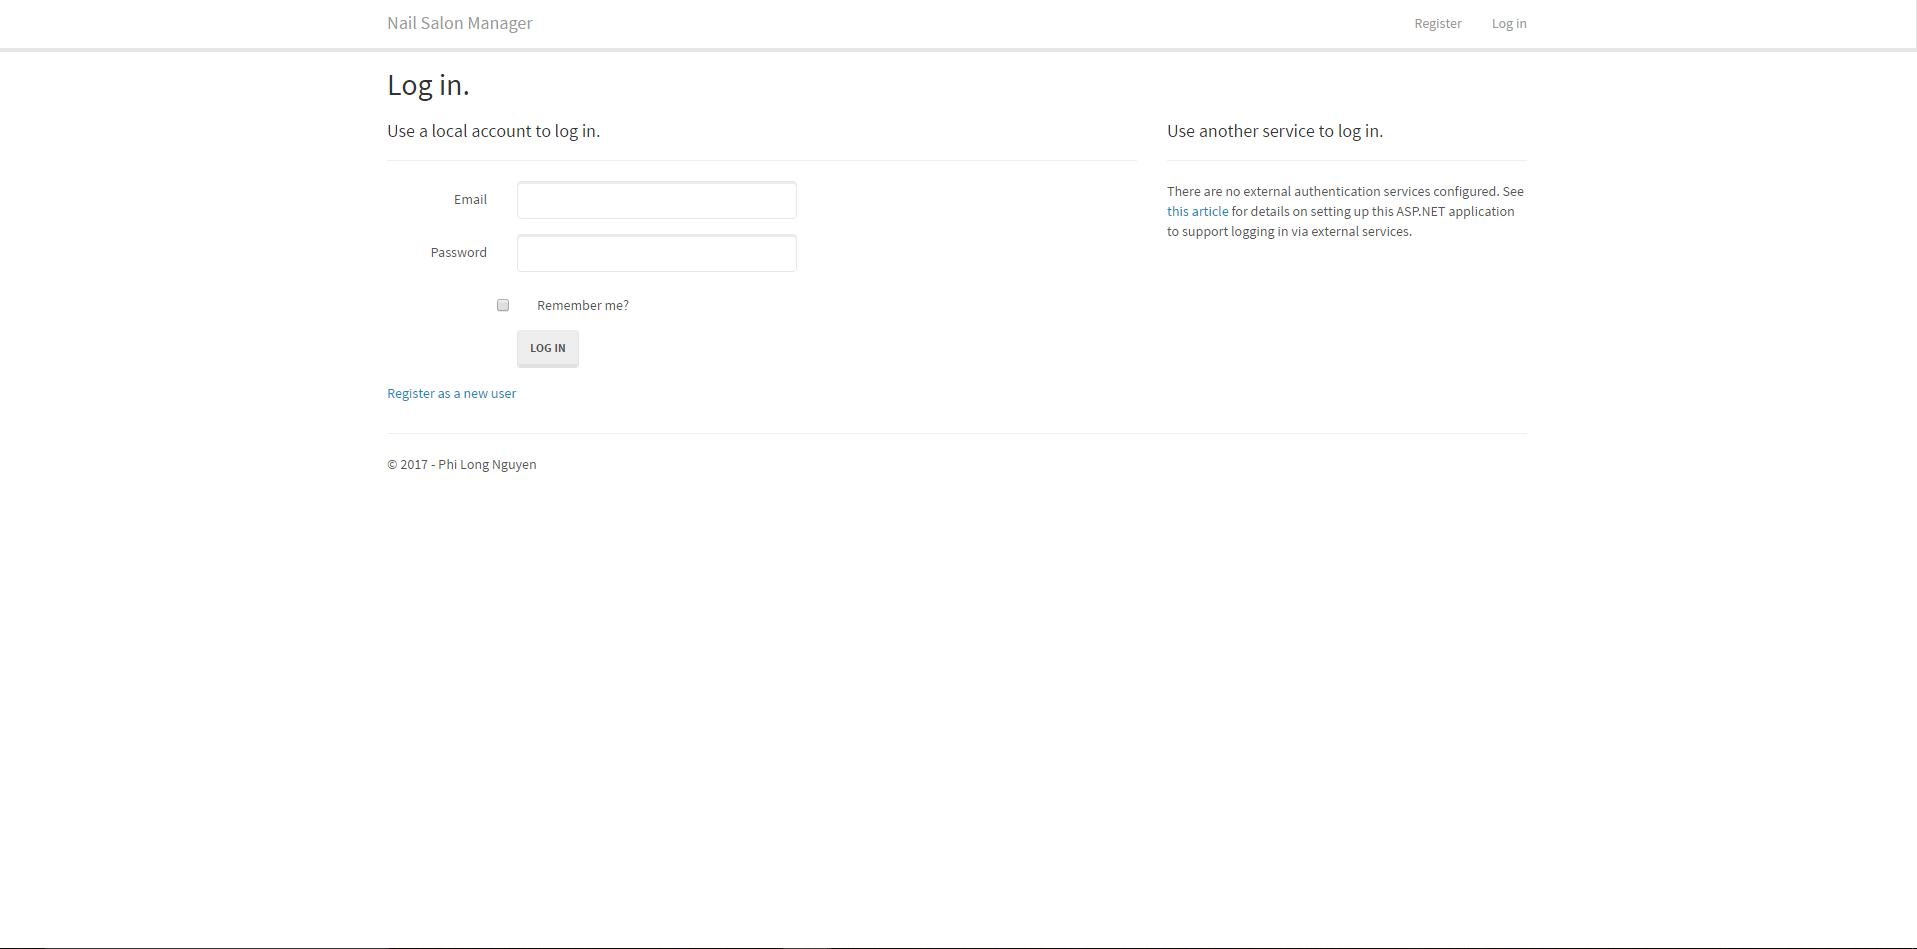 Nail Salon Manager
Register
Log in
Log in.
Use a local account to log in.
Email
Password
Remember me?
LOG IN
Register as a new user
Use another service to log in.
There are no external authentication services configured. See
this article for details on setting up this ASP.NET application
to support logging in via external services.
© 2017 - Phi Long Nguyen